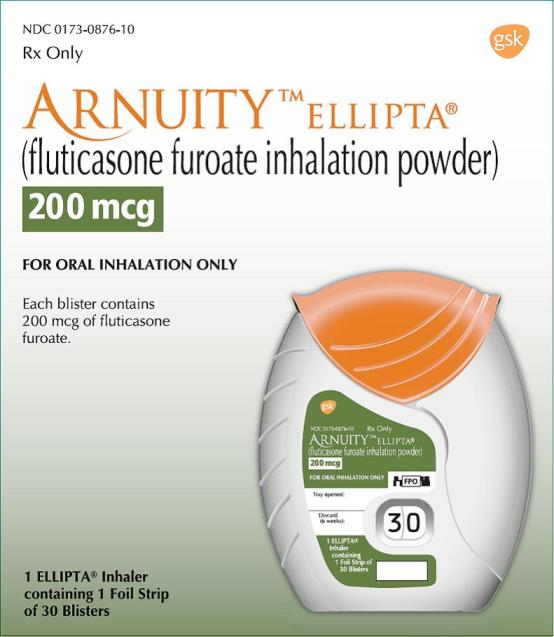 NDC 0173-0876-10
Rx Only
gsk
ARNUITY™ ELLIPTA®
(fluticasone furoate inhalation powder)
200 mcg
FOR ORAL INHALATION ONLY
Each blister contains
200 mcg of fluticasone
furoate.
gsk
NDC 0173-0876-10 Rx Only
ARNUITY™ ELLIPTA®
(fluticasone furoate inhalation powder)
200 mcg
FOR ORAL INHALATION ONLY
FPO
Tray opened:
Discard
(6 weeks):
30
1 ELLIPTA®
Inhaler
containing
1 Foil Strip of
30 Blisters
1 ELLIPTA® Inhaler
containing 1 Foil Strip
of 30 Blisters